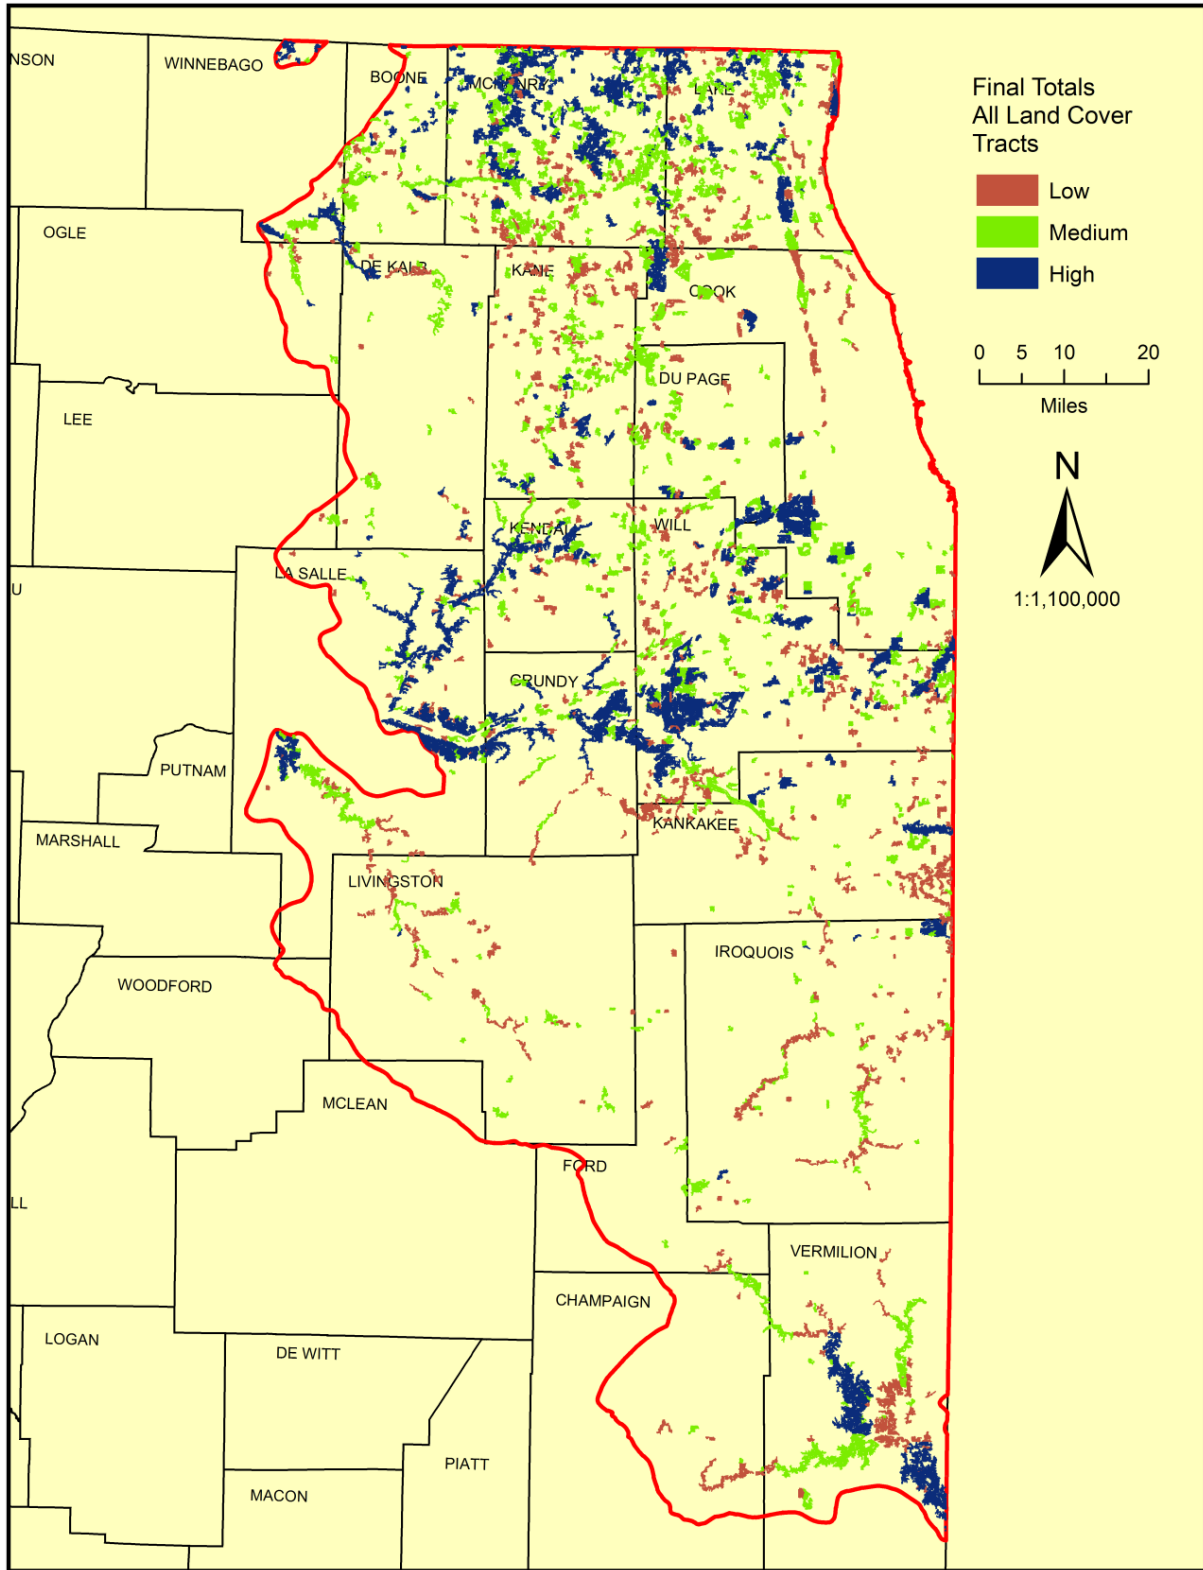 NSON
WINNEBAGO
BOONE
MCHENRY
LAKE
Final Totals
All Land Cover
Tracts
Low
Medium
High
OGLE
DE KALB
KANE
COOK
0 5 10 20
Miles
DU PAGE
LEE
N
KENDALL
WILL
LA SALLE
U
1:1,100,000
GRUNDY
PUTNAM
KANKAKEE
MARSHALL
LIVINGSTON
IROQUOIS
WOODFORD
MCLEAN
FORD
LL
VERMILION
CHAMPAIGN
LOGAN
DE WITT
PIATT
MACON